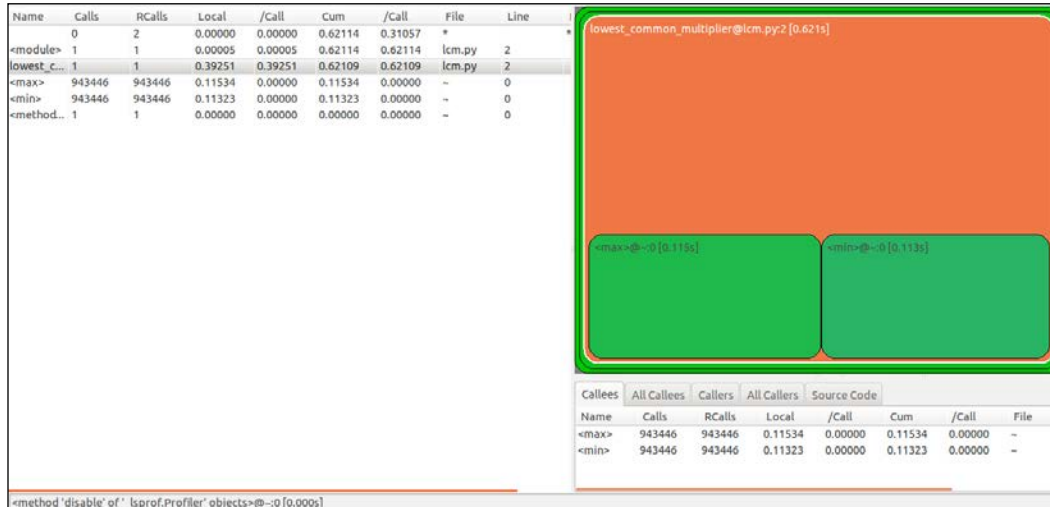 Name Calls RCalls Local /Call Cum /Call File Line
0 2 0.00000 0.00000 0.62114 0.31057 * *
<module> 1 1 0.00005 0.00005 0.62114 0.62114 lcm.py 2
lowest_c... 1 1 0.39251 0.39251 0.62109 0.62109 lcm.py 2
<max> 943446 943446 0.11534 0.00000 0.11534 0.00000 ~ 0
<min> 943446 943446 0.11323 0.00000 0.11323 0.00000 ~ 0
<method... 1 1 0.00000 0.00000 0.00000 0.00000 ~ 0
lowest_common_multiplier@lcm.py:2 [0.621s]
<max>@~:0 [0.115s]
<min>@~:0 [0.113s]
Callees All Callees Callers All Callers Source Code
Name Calls RCalls Local /Call Cum /Call File
<max> 943446 943446 0.11534 0.00000 0.11534 0.00000 ~
<min> 943446 943446 0.11323 0.00000 0.11323 0.00000 ~
<method 'disable' of '_lsprof.Profiler' objects>@~:0 [0.000s]